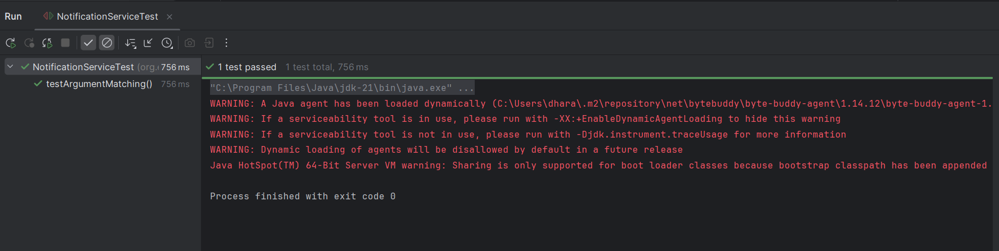 Run NotificationServiceTest
NotificationServiceTest (org. 756 ms
testArgumentMatching() 756 ms
1 test passed 1 test total, 756 ms
"C:\Program Files\Java\jdk-21\bin\java.exe" ...
WARNING: A Java agent has been loaded dynamically (C:\Users\dhara\.m2\repository\net\bytebuddy\byte-buddy-agent\1.14.12\byte-buddy-agent-1.
WARNING: If a serviceability tool is in use, please run with -XX:+EnableDynamicAgentLoading to hide this warning
WARNING: If a serviceability tool is not in use, please run with -Djdk.instrument.traceUsage for more information
WARNING: Dynamic loading of agents will be disallowed by default in a future release
Java HotSpot(TM) 64-Bit Server VM warning: Sharing is only supported for boot loader classes because bootstrap classpath has been appended
Process finished with exit code 0